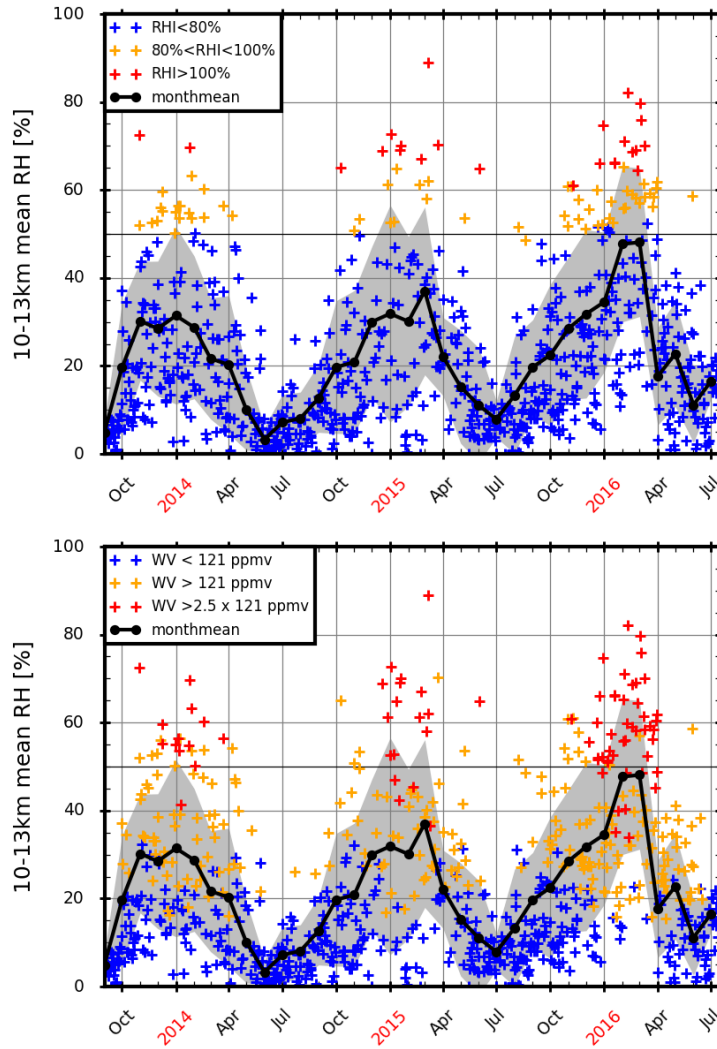 100
80
60
40
20
0
10-13km mean RH [%]
RHI<80%
80%<RHI<100%
RHI>100%
monthmean
Oct
2014
Apr
Jul
Oct
2015
Apr
Jul
Oct
2016
Apr
Jul
100
80
60
40
20
0
10-13km mean RH [%]
WV < 121 ppmv
WV > 121 ppmv
WV >2.5 x 121 ppmv
monthmean
Oct
2014
Apr
Jul
Oct
2015
Apr
Jul
Oct
2016
Apr
Jul